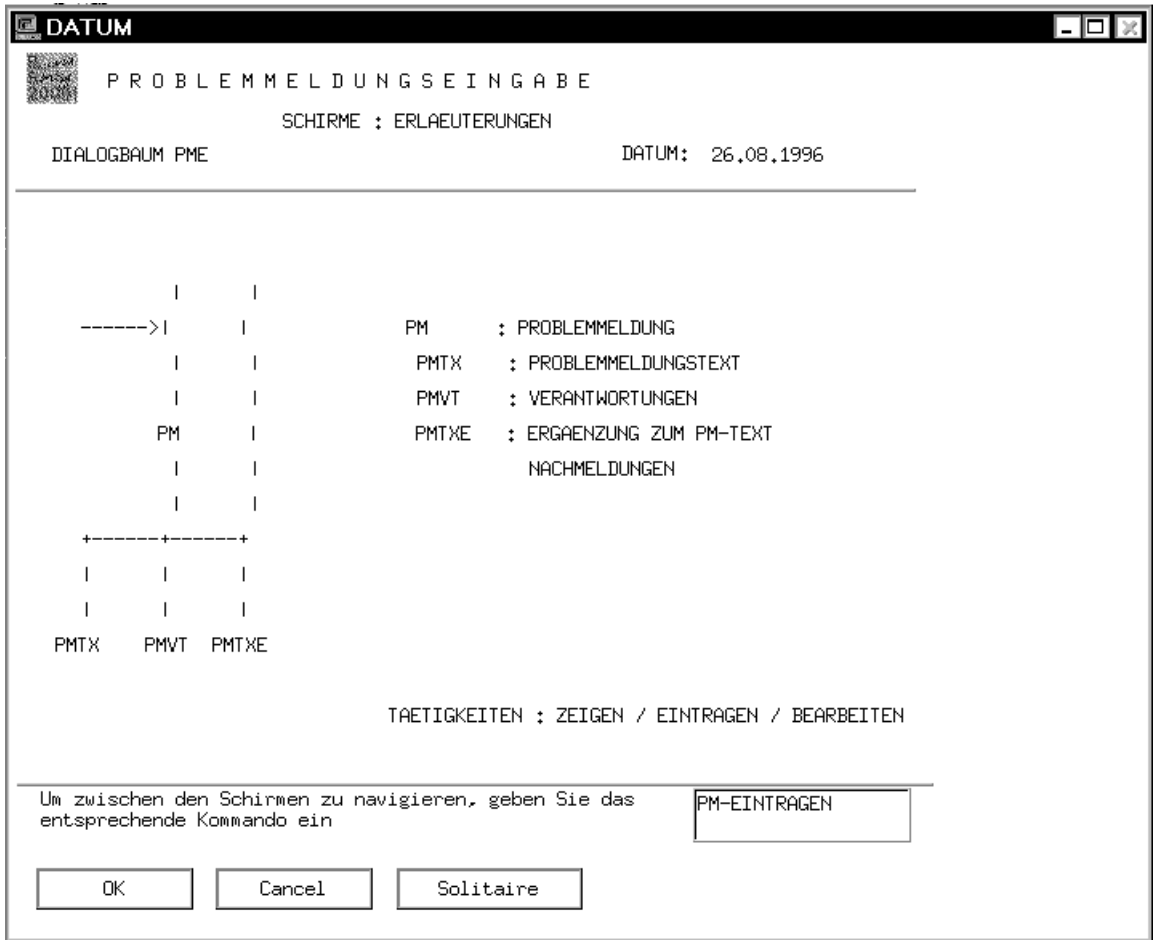 DATUM
P R O B L E M M E L D U N G S E I N G A B E
SCHIRME : ERLAEUTERUNGEN
DIALOGBAUM PME DATUM: 26.08.1996
| |
------>| | PM : PROBLEMMELDUNG
| | PMTX : PROBLEMMELDUNGSTEXT
| | PMVT : VERANTWORTUNGEN
PM | PMTXE : ERGAENZUNG ZUM PM-TEXT
| | NACHMELDUNGEN
| |
+------+------+
| | |
| | |
PMTX PMVT PMTXE
TAETIGKEITEN : ZEIGEN / EINTRAGEN / BEARBEITEN
Um zwischen den Schirmen zu navigieren, geben Sie das
entsprechende Kommando ein
PM-EINTRAGEN
OK Cancel Solitaire